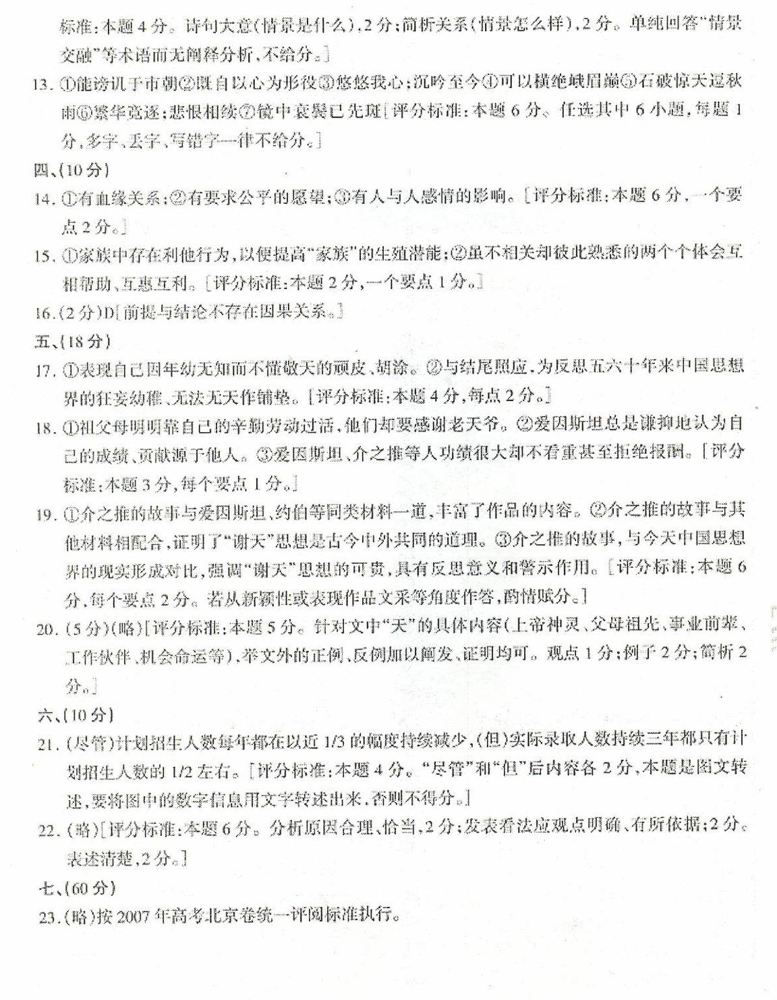 标准:本题4分。诗句大意(情景是什么),2分;简析关系(情景怎么样),2分。单纯回答“情景
交融”等术语而无阐释分析,不给分。]
13. ①能谤讥于市朝②既自以心为形役③悠悠我心;沉吟至今④可以横绝峨眉巅⑤石破惊天逗秋
雨⑥繁华竞逐;悲恨相续⑦镜中衰鬓已先斑[评分标准:本题6分。任选其中6小题,每题1
分,多字、丢字、写错字一律不给分。]
四、(10分)
14. ①有血缘关系;②有要求公平的愿望;③有人与人感情的影响。[评分标准:本题6分,一个要
点2分。]
15. ①家族中存在利他行为,以便提高“家族”的生殖潜能;②虽不相关却彼此熟悉的两个个体会互
相帮助、互惠互利。[评分标准:本题2分,一个要点1分。]
16.(2分)D[前提与结论不存在因果关系。]
五、(18分)
17. ①表现自己因年幼无知而不懂敬天的顽皮、胡涂。②与结尾照应,为反思五六十年来中国思想
界的狂妄幼稚、无法无天作铺垫。[评分标准:本题4分,每点2分。]
18. ①祖父母明明靠自己的辛勤劳动过活,他们却要感谢老天爷。②爱因斯坦总是谦抑地认为自
己的成绩、贡献源于他人。③爱因斯坦、介之推等人功绩很大却不看重甚至拒绝报酬。[评分
标准:本题3分,每个要点1分。]
19. ①介之推的故事与爱因斯坦、约伯等同类材料一道,丰富了作品的内容。②介之推的故事与其
他材料相配合,证明了“谢天”思想是古今中外共同的道理。③介之推的故事,与今天中国思想
界的现实形成对比,强调“谢天”思想的可贵,具有反思意义和警示作用。[评分标准:本题6
分,每个要点2分。若从新颖性或表现作品文采等角度作答,酌情赋分。]
20. (5分)(略)[评分标准:本题5分。针对文中“天”的具体内容(上帝神灵、父母祖先、事业前辈、
工作伙伴、机会命运等),举文外的正例、反例加以阐发、证明均可。观点1分;例子2分;简析2
分。]
六、(10分)
21. (尽管)计划招生人数每年都在以近1/3的幅度持续减少,(但)实际录取人数持续三年都只有计
划招生人数的1/2左右。[评分标准:本题4分。“尽管”和“但”后内容各2分,本题是图文转
述,要将图中的数字信息用文字转述出来,否则不得分。]
22. (略)[评分标准:本题6分。分析原因合理、恰当,2分;发表看法应观点明确、有所依据;2分。
表述清楚,2分。]
七、(60分)
23.(略)按2007年高考北京卷统一评阅标准执行。